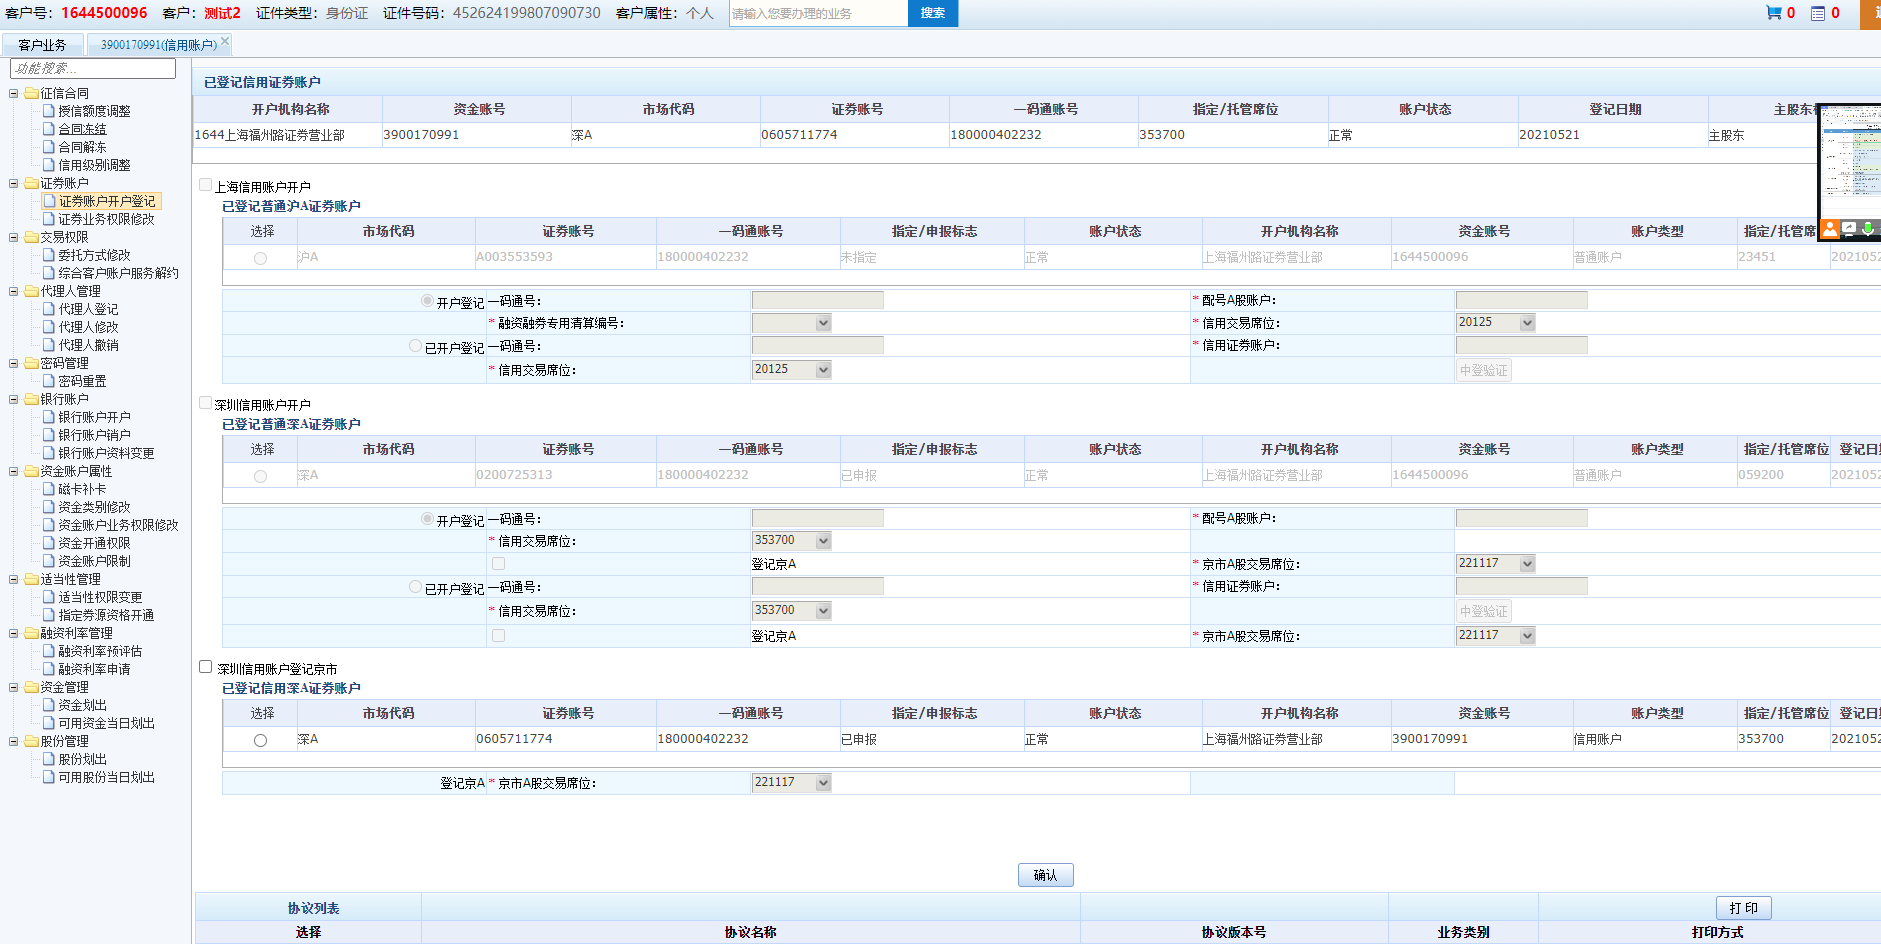 客户号： 1644500096 客户： 测试2 证件类型： 身份证 证件号码： 452624199807090730 客户属性： 个人 请输入您要办理的业务 搜索 0 0
客户业务 3900170991(信用账户)
功能搜索...
征信合同
授信额度调整
合同冻结
合同解冻
信用级别调整
证券账户
证券账户开户登记
证券业务权限修改
交易权限
委托方式修改
综合客户账户服务解约
代理人管理
代理人登记
代理人修改
代理人撤销
密码管理
密码重置
银行账户
银行账户开户
银行账户销户
银行账户资料变更
资金账户属性
磁卡补卡
资金类别修改
资金账户业务权限修改
资金开通权限
资金账户限制
适当性管理
适当性权限变更
指定券源资格开通
融资利率管理
融资利率预评估
融资利率申请
资金管理
资金划出
可用资金当日划出
股份管理
股份划出
可用股份当日划出
已登记信用证券账户
开户机构名称 资金账号 市场代码 证券账号 一码通账号 指定/托管席位 账户状态 登记日期 主股东
1644上海福州路证券营业部 3900170991 深A 0605711774 180000402232 353700 正常 20210521 主股东
上海信用账户开户
已登记普通沪A证券账户
选择 市场代码 证券账号 一码通账号 指定/申报标志 账户状态 开户机构名称 资金账号 账户类型 指定/托管席
沪A A003553593 180000402232 未指定 正常 上海福州路证券营业部 1644500096 普通账户 23451 2021052
开户登记 一码通号： * 配号A股账户：
* 融资融券专用清算编号： * 信用交易席位： 20125
已开户登记 一码通号： * 信用证券账户：
* 信用交易席位： 20125 中登验证
深圳信用账户开户
已登记普通深A证券账户
选择 市场代码 证券账号 一码通账号 指定/申报标志 账户状态 开户机构名称 资金账号 账户类型 指定/托管席位 登记日
深A 0200725313 180000402232 已申报 正常 上海福州路证券营业部 1644500096 普通账户 059200 2021052
开户登记 一码通号： * 配号A股账户：
* 信用交易席位： 353700
登记京A * 京市A股交易席位： 221117
已开户登记 一码通号： * 信用证券账户：
* 信用交易席位： 353700 中登验证
登记京A * 京市A股交易席位： 221117
深圳信用账户登记京市
已登记信用深A证券账户
选择 市场代码 证券账号 一码通账号 指定/申报标志 账户状态 开户机构名称 资金账号 账户类型 指定/托管席位 登记日
深A 0605711774 180000402232 已申报 正常 上海福州路证券营业部 3900170991 信用账户 353700 2021052
登记京A * 京市A股交易席位： 221117
确认
协议列表 打 印
选择 协议名称 协议版本号 业务类别 打印方式